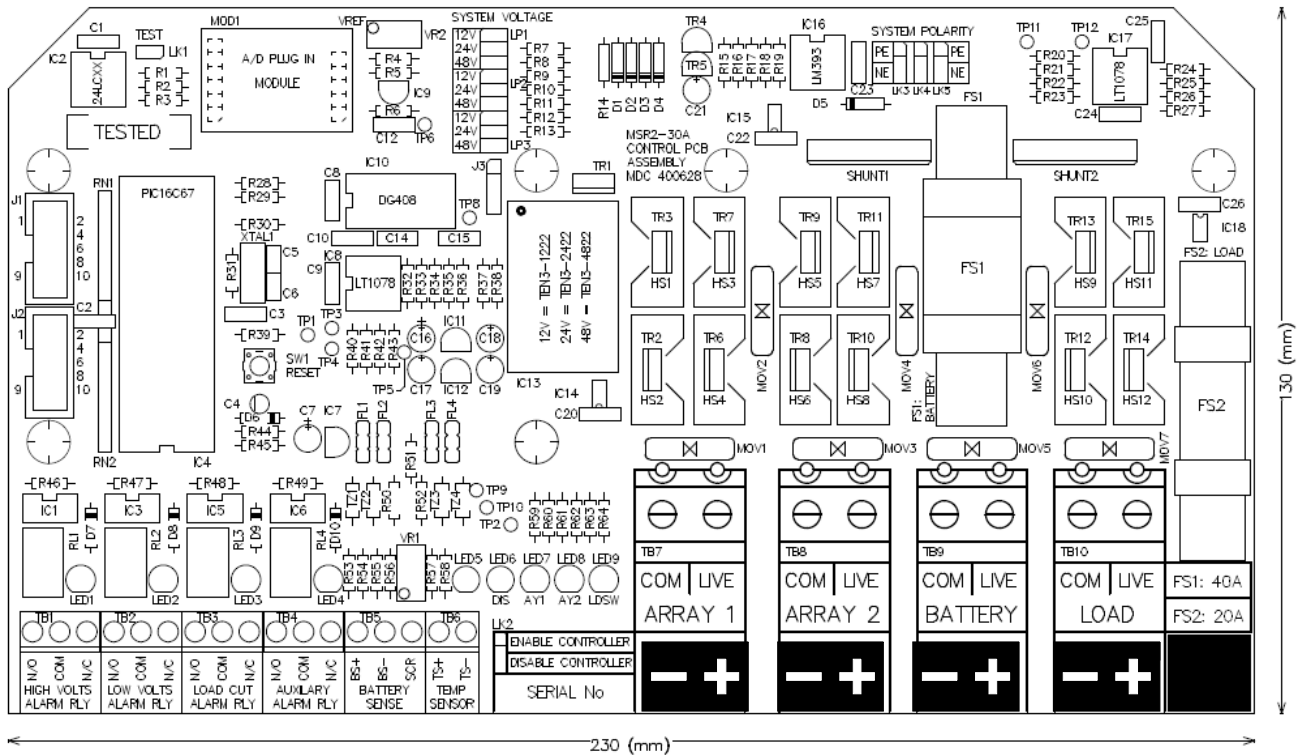 C1
TEST
IC2
24LCXX
LK1
R1
R2
R3
TESTED
MOD1
A/D PLUG IN
MODULE
VREF
VR2
R4
R5
IC9
R6
C12
TP6
SYSTEM VOLTAGE
12V
24V
48V
LP1
12V
24V
48V
LP2
12V
24V
48V
LP3
R7
R8
R9
R10
R11
R12
R13
R14
D1
D2
D3
D4
TR4
TR5
C21
R15
R16
R17
R18
R19
IC16
LM393
SYSTEM POLARITY
PE
NE
PE
NE
LK3
LK4
LK5
C23
D5
IC15
C22
FS1
TP11
TP12
C25
IC17
LT1078
R20
R21
R22
R23
R24
R25
R26
R27
C24
MSR2-30A
CONTROL PCB
ASSEMBLY
MDC 400628
SHUNT1
SHUNT2
C26
IC18
FS2: LOAD
J1
1
9
2
4
6
8
10
RN1
PIC16C67
R28
R29
R30
XTAL1
R31
C5
C6
C3
C8
IC10
DG408
TP8
J3
TR1
C10
C14
C15
IC8
C9
LT1078
R32
R33
R34
R35
R36
R37
R38
12V = TEN3-1222
24V = TEN3-2422
48V = TEN3-4822
TR3
HS1
TR7
HS3
TR9
HS5
TR11
HS7
FS1
TR13
HS9
TR15
HS11
J2
C2
1
9
2
4
6
8
10
R39
TP1
TP3
TP4
SW1
RESET
R40
R41
R42
R43
TP5
C16
IC11
C18
C17
IC12
C19
IC13
IC14
C20
TR2
HS2
TR6
HS4
MOV2
TR8
HS6
TR10
HS8
MOV4
FS1:
BATTERY
MOV6
TR12
HS10
TR14
HS12
FS2
C4
D6
R44
R45
C7
IC7
FL1
FL2
FL3
FL4
RN2
IC4
R51
MOV1
MOV3
MOV5
MOV7
R46
IC1
RL1
D7
LED1
R47
IC3
RL2
D8
LED2
R48
IC5
RL3
D9
LED3
R49
IC6
RL4
D10
LED4
TZ1
TZ2
R50
R52
TZ3
TZ4
TP9
TP10
TP2
R59
R60
R61
R62
R63
R64
R53
R54
R55
R56
VR1
R57
R58
LED5
LED6
LED7
LED8
LED9
DIS
AY1
AY2
LDSW
TB7
COM
LIVE
ARRAY 1
TB8
COM
LIVE
ARRAY 2
TB9
COM
LIVE
BATTERY
TB10
COM
LIVE
LOAD
FS1: 40A
FS2: 20A
TB1
N/O
COM
N/C
HIGH VOLTS
ALARM RLY
TB2
N/O
COM
N/C
LOW VOLTS
ALARM RLY
TB3
N/O
COM
N/C
LOAD CUT
ALARM RLY
TB4
N/O
COM
N/C
AUXILARY
ALARM RLY
TB5
BS+
BS-
SCR
BATTERY
SENSE
TB6
TS+
TS-
TEMP
SENSOR
LK2
ENABLE CONTROLLER
DISABLE CONTROLLER
SERIAL No
- +
- +
- +
- +
130 (mm)
230 (mm)